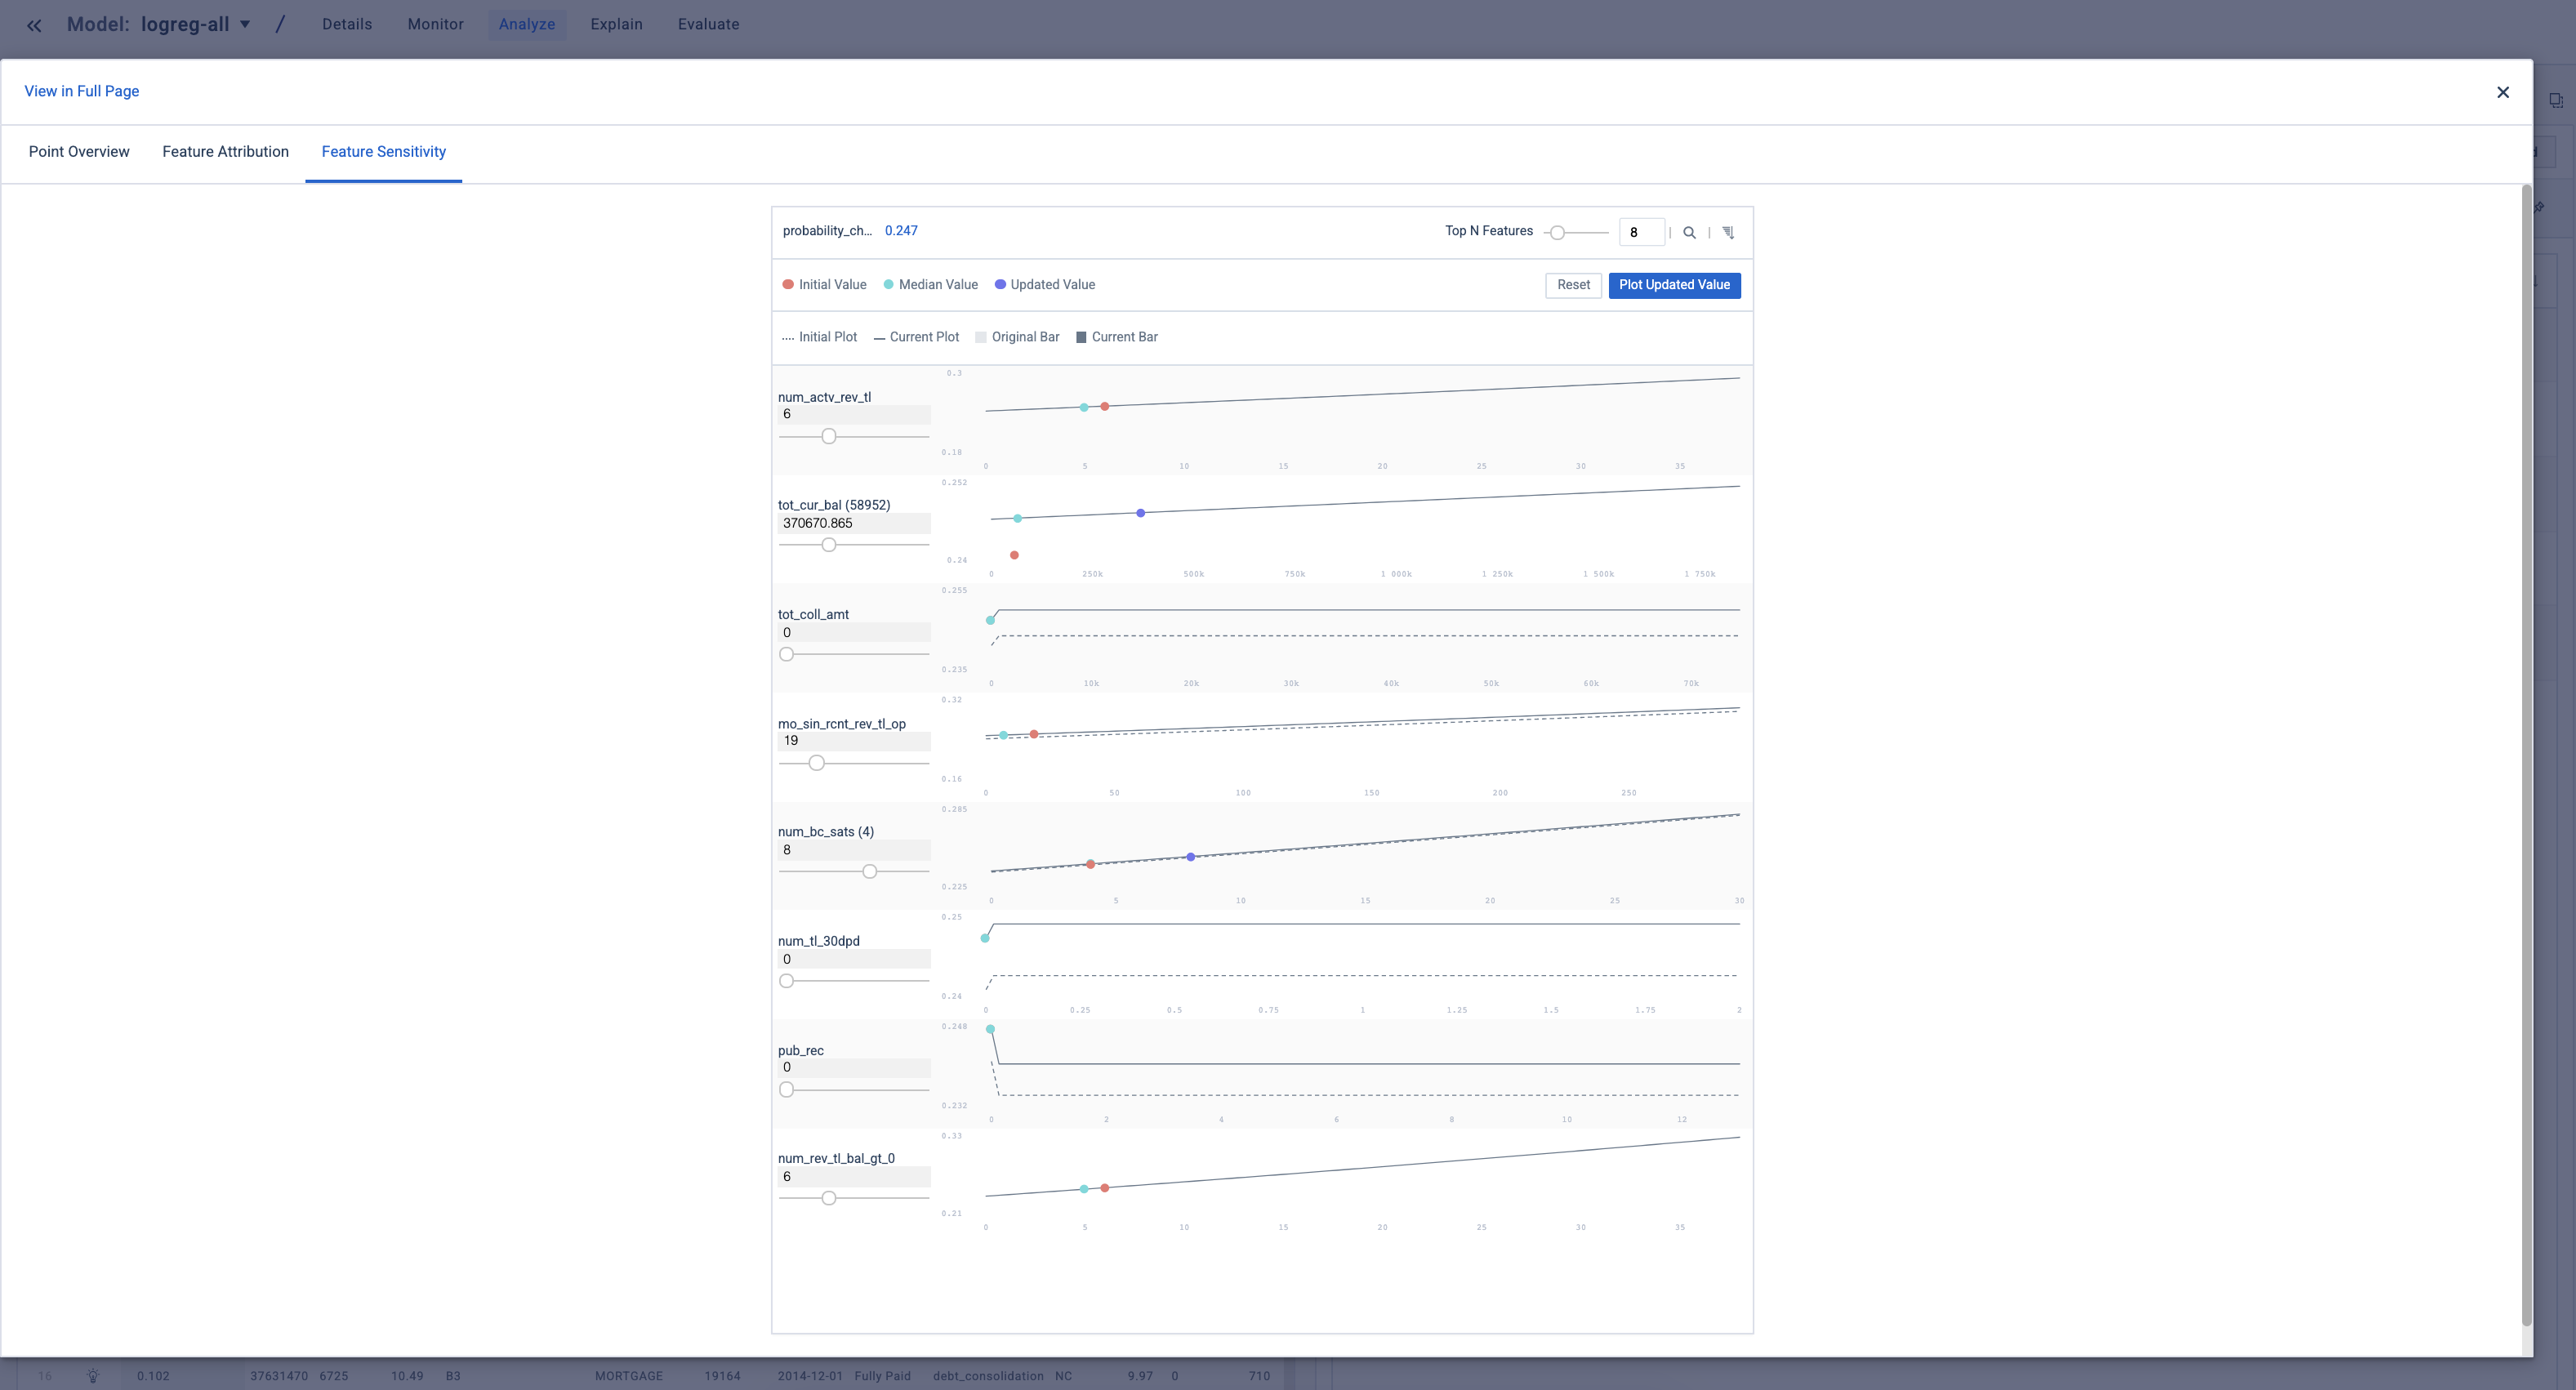 Model: logreg-all / Details Monitor Analyze Explain Evaluate
View in Full Page
Point Overview Feature Attribution Feature Sensitivity
probability_ch... 0.247 Top N Features 8
Initial Value Median Value Updated Value Reset Plot Updated Value
Initial Plot Current Plot Original Bar Current Bar
num_actv_rev_tl
6
0.3
0.18
0 5 10 15 20 25 30 35
tot_cur_bal (58952)
370670.865
0.252
0.24
0 250k 500k 750k 1 000k 1 250k 1 500k 1 750k
tot_coll_amt
0
0.255
0.235
0 10k 20k 30k 40k 50k 60k 70k
mo_sin_rcnt_rev_tl_op
19
0.32
0.16
0 50 100 150 200 250
num_bc_sats (4)
8
0.285
0.225
0 5 10 15 20 25 30
num_tl_30dpd
0
0.25
0.24
0 0.25 0.5 0.75 1 1.25 1.5 1.75 2
pub_rec
0
0.248
0.232
0 2 4 6 8 10 12
num_rev_tl_bal_gt_0
6
0.33
0.21
0 5 10 15 20 25 30 35
16 0.102 37631470 6725 10.49 B3 MORTGAGE 19164 2014-12-01 Fully Paid debt_consolidation NC 9.97 0 710